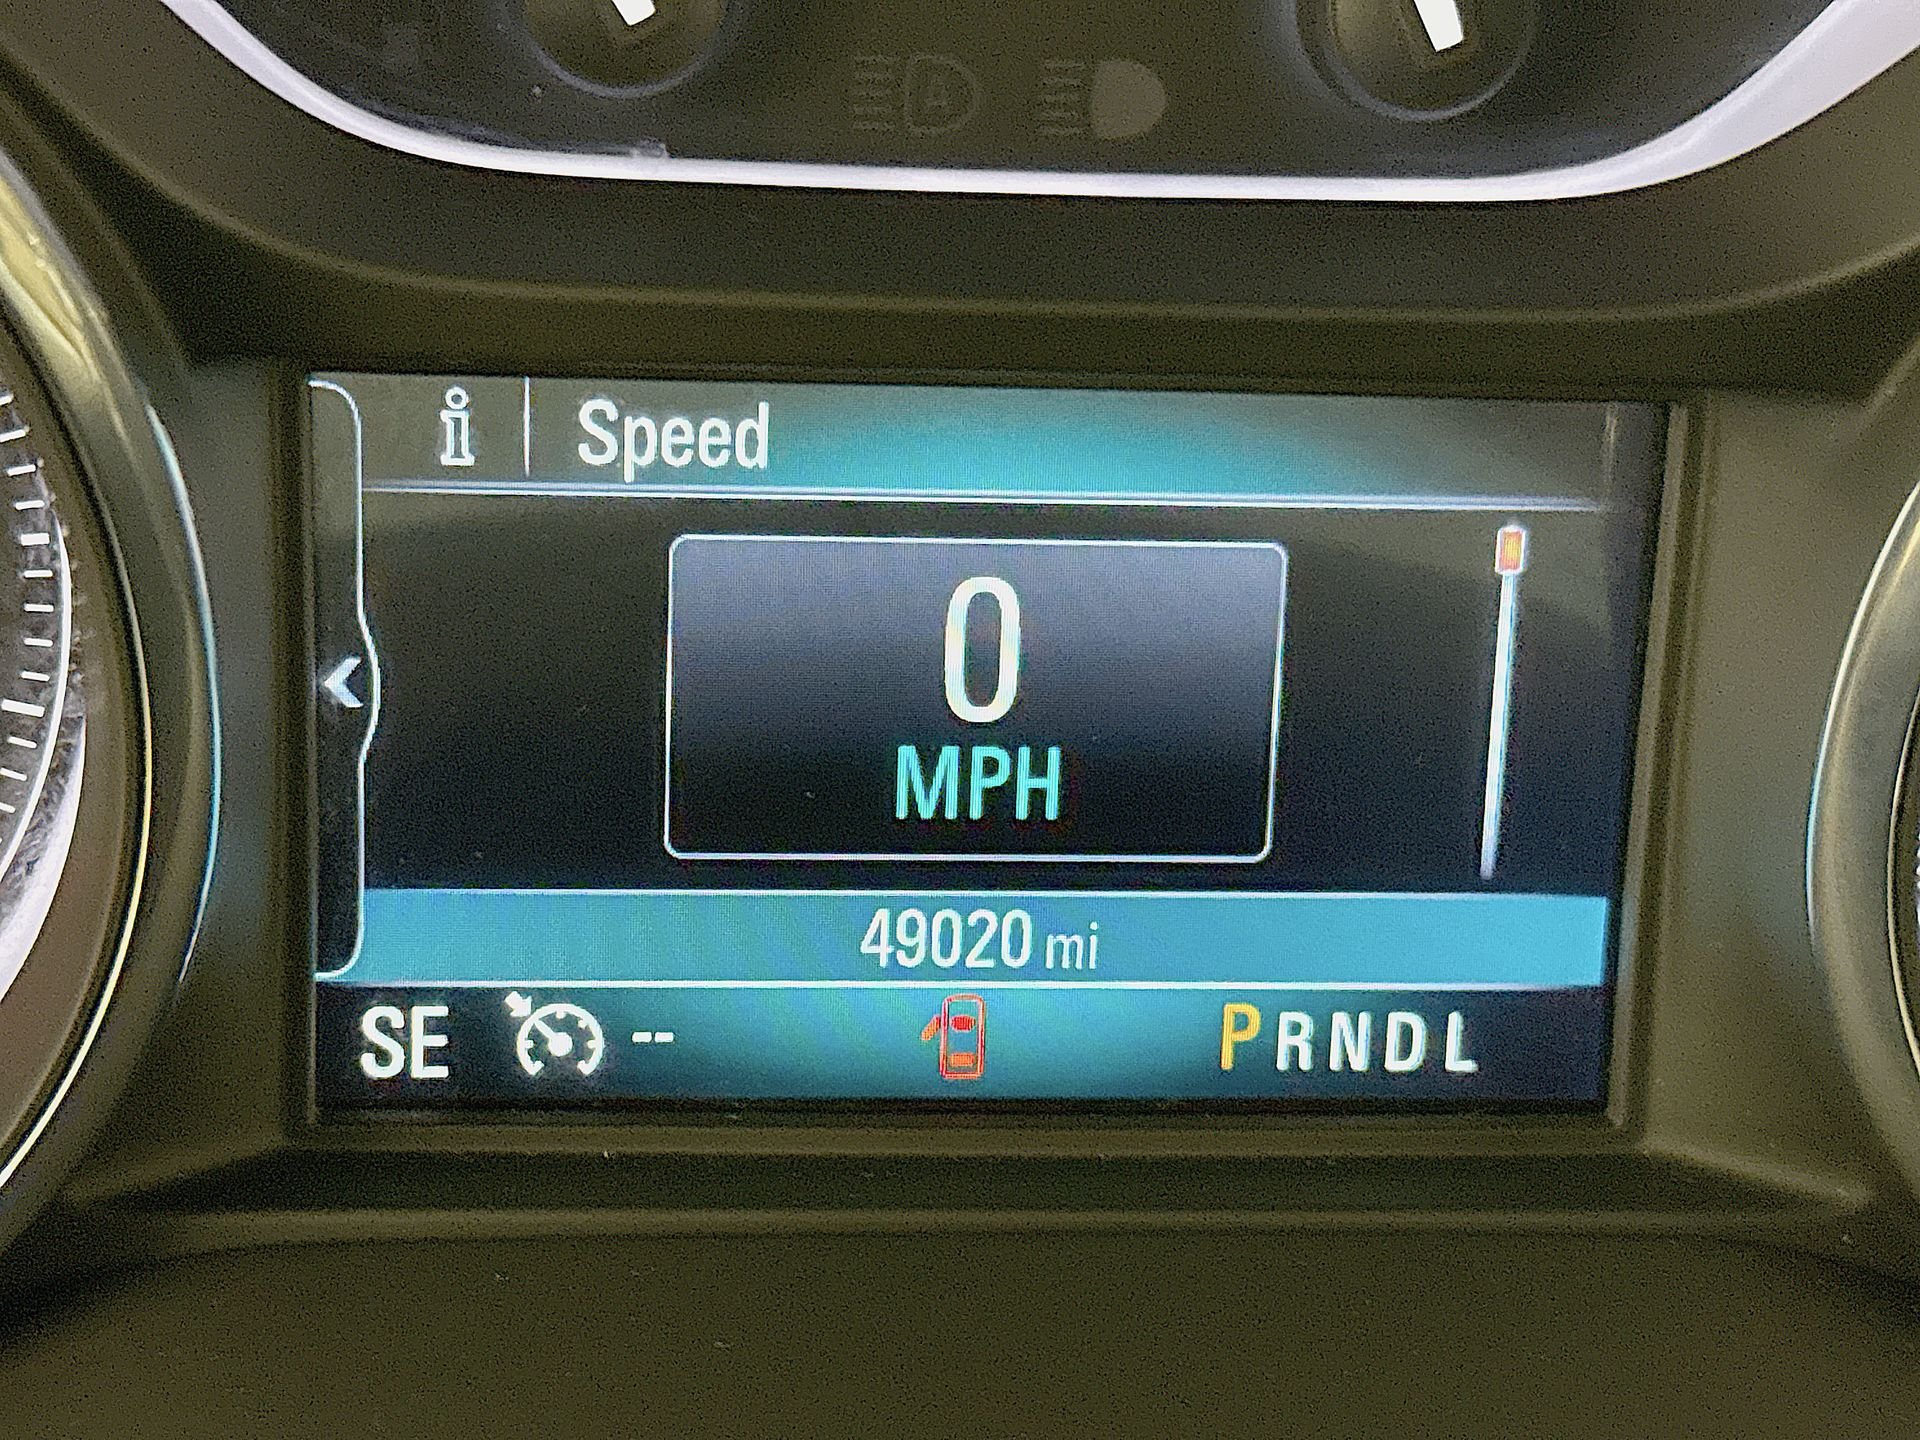 i Speed
0
MPH
49020 mi
SE -- PRNDL